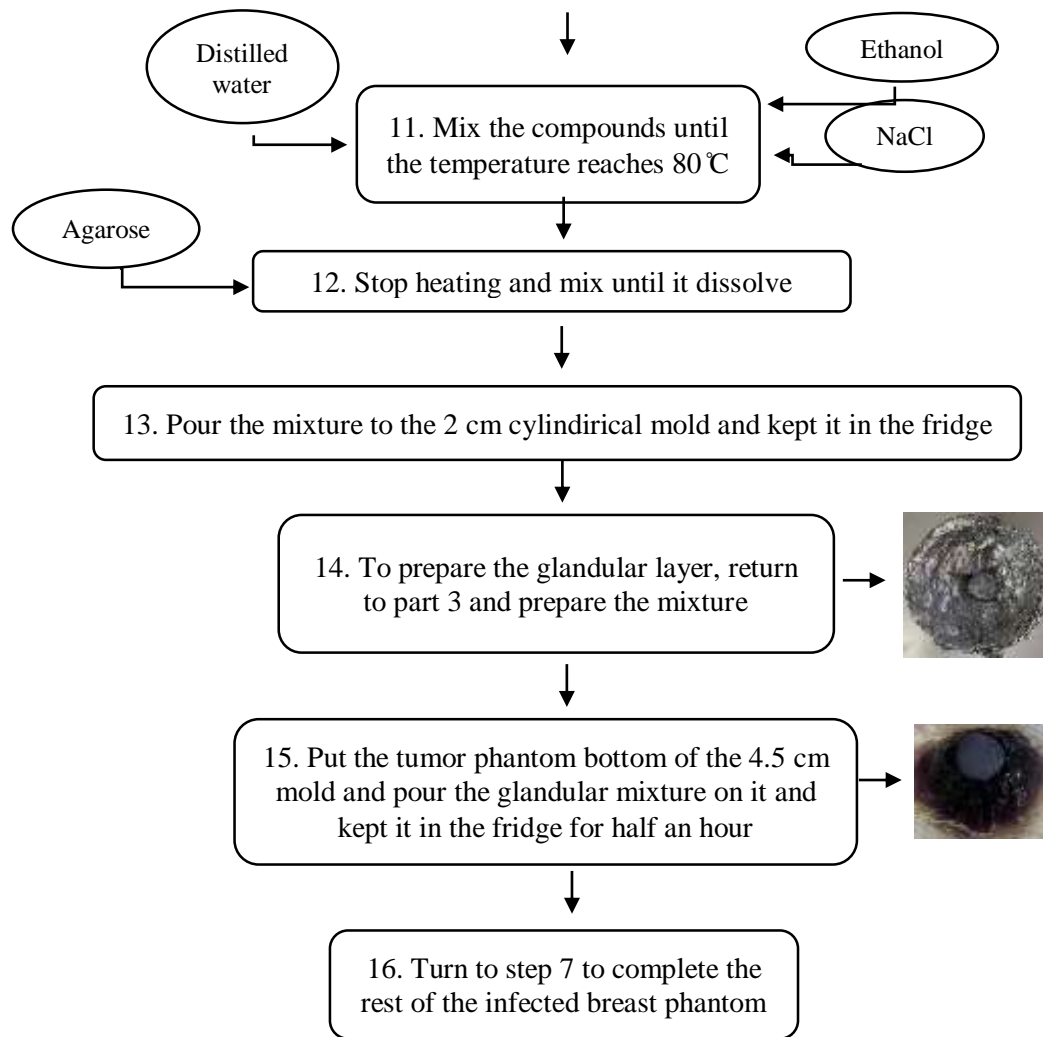 Distilled
water
Ethanol
11. Mix the compounds until
the temperature reaches 80℃
NaCl
Agarose
12. Stop heating and mix until it dissolve
13. Pour the mixture to the 2 cm cylindirical mold and kept it in the fridge
14. To prepare the glandular layer, return
to part 3 and prepare the mixture
15. Put the tumor phantom bottom of the 4.5 cm
mold and pour the glandular mixture on it and
kept it in the fridge for half an hour
16. Turn to step 7 to complete the
rest of the infected breast phantom